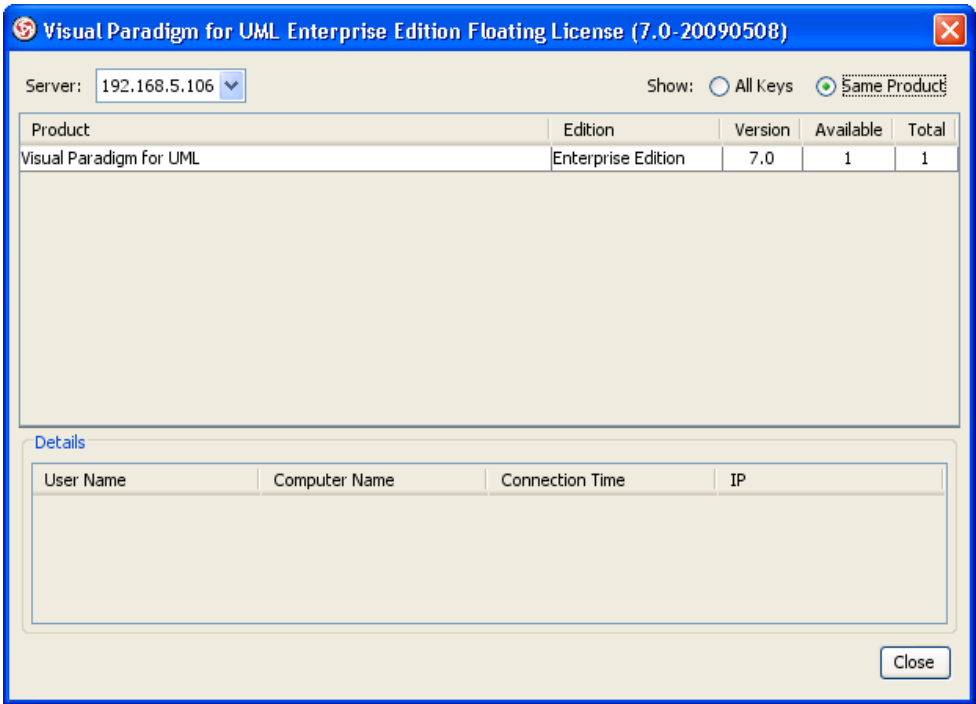 Visual Paradigm for UML Enterprise Edition Floating License (7.0-20090508)
Server: 192.168.5.106 Show: All Keys Same Product
Product Edition Version Available Total
Visual Paradigm for UML Enterprise Edition 7.0 1 1
Details
User Name Computer Name Connection Time IP
Close